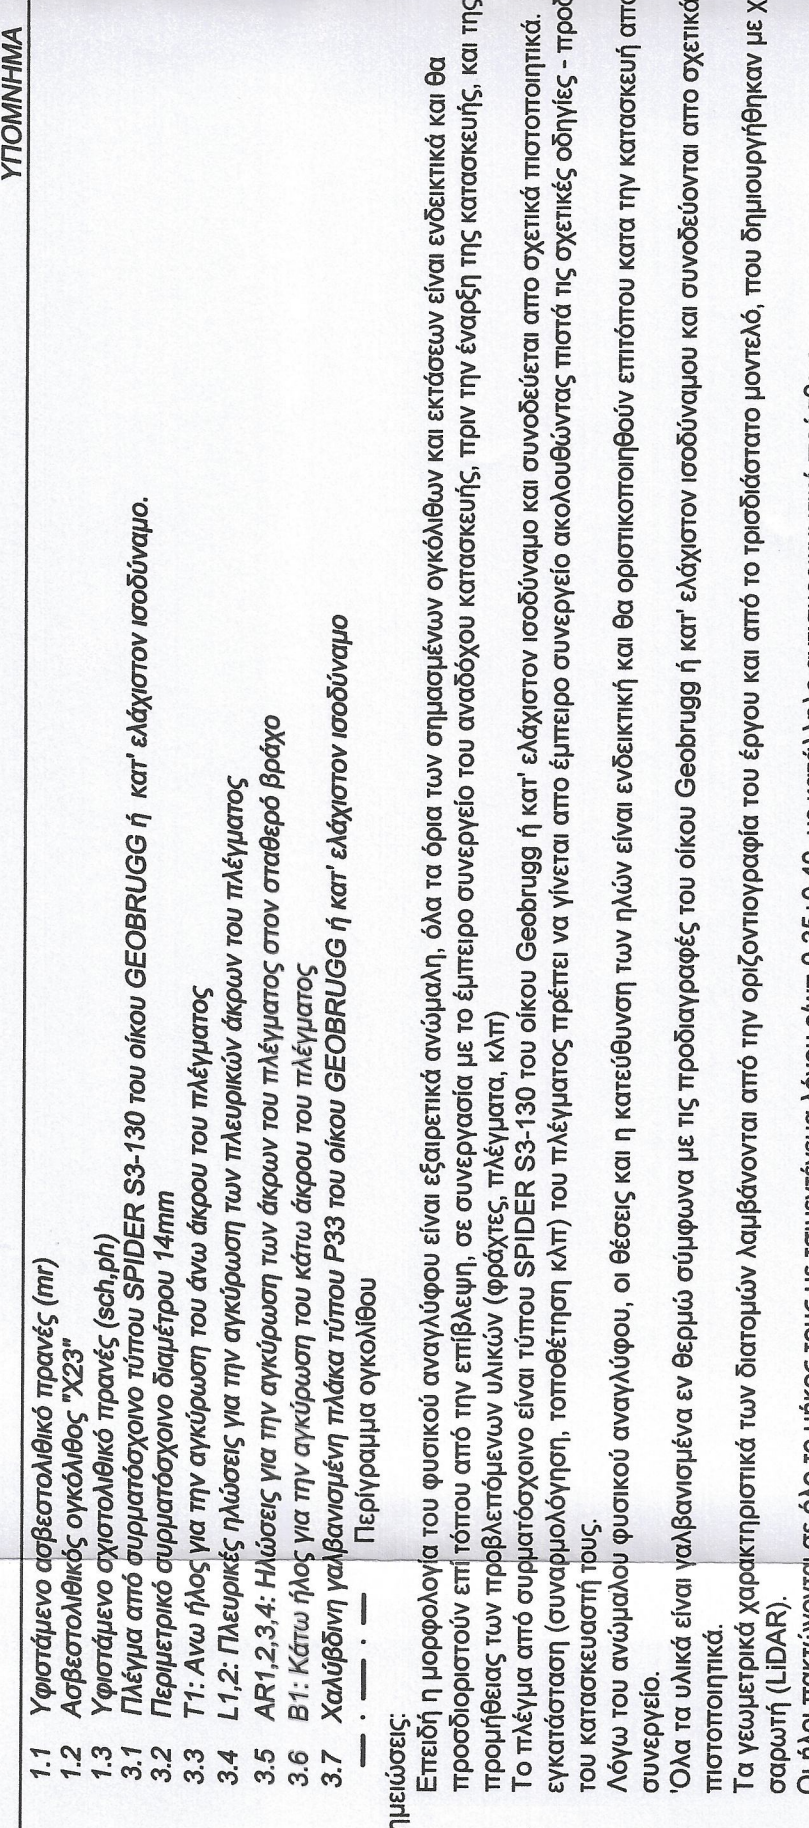 ΥΠΟΜΝΗΜΑ
1.1 Υφιστάμενο ασβεστολιθικό πρανές (mr)
1.2 Ασβεστολιθικός ογκόλιθος "Χ23"
1.3 Υφιστάμενο σχιστολιθικό πρανές (sch,ph)
3.1 Πλέγμα από συρματόσχοινο τύπου SPIDER S3-130 του οίκου GEOBRUGG ή κατ' ελάχιστον ισοδύναμο.
3.2 Περιμετρικό συρματόσχοινο διαμέτρου 14mm
3.3 T1: Ανω ήλος για την αγκύρωση του άνω άκρου του πλέγματος
3.4 L1,2: Πλευρικές ηλώσεις για την αγκύρωση των πλευρικών άκρων του πλέγματος
3.5 AR1,2,3,4: Ηλώσεις για την αγκύρωση των άκρων του πλέγματος στον σταθερό βράχο
3.6 B1: Κάτω ήλος για την αγκύρωση του κάτω άκρου του πλέγματος
3.7 Χαλύβδινη γαλβανισμένη πλάκα τύπου P33 του οίκου GEOBRUGG ή κατ' ελάχιστον ισοδύναμο
Περίγραμμα ογκολίθου
ημειώσεις:
Επειδή η μορφολογία του φυσικού αναγλύφου είναι εξαιρετικά ανώμαλη, όλα τα όρια των σημασμένων ογκόλιθων και εκτάσεων είναι ενδεικτικά και θα
προσδιοριστούν επί τόπου από την επίβλεψη, σε συνεργασία με το έμπειρο συνεργείο του αναδόχου κατασκευής, πριν την έναρξη της κατασκευής, και της
προμήθειας των προβλεπόμενων υλικών (φράχτες, πλέγματα, κλπ)
Το πλέγμα από συρματόσχοινο είναι τύπου SPIDER S3-130 του οίκου Geobrugg ή κατ' ελάχιστον ισοδύναμο και συνοδεύεται απο σχετικά πιστοποιητικά.
εγκατάσταση (συναρμολόγηση, τοποθέτηση κλπ) του πλέγματος πρέπει να γίνεται απο έμπειρο συνεργείο ακολουθώντας πιστά τις σχετικές οδηγίες - προδ
του κατασκευαστή τους.
Λόγω του ανώμαλου φυσικού αναγλύφου, οι θέσεις και η κατεύθυνση των ηλών είναι ενδεικτική και θα οριστικοποιηθούν επιτόπου κατα την κατασκευή απο
συνεργείο.
'Ολα τα υλικά είναι γαλβανισμένα εν θερμώ σύμφωνα με τις προδιαγραφές του οίκου Geobrugg ή κατ' ελάχιστον ισοδύναμου και συνοδεύονται απο σχετικά
πιστοποιητικά.
Τα γεωμετρικά χαρακτηριστικά των διατομών λαμβάνονται από την οριζοντιογραφία του έργου και από το τρισδιάστατο μοντελό, που δημιουργήθηκαν με χ
σαρωτή (LiDAR).